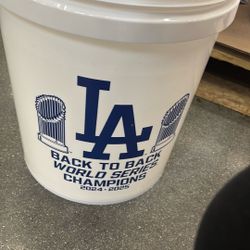 LA
BACK TO BACK
WORLD SERIES
CHAMPIONS
2024-2025